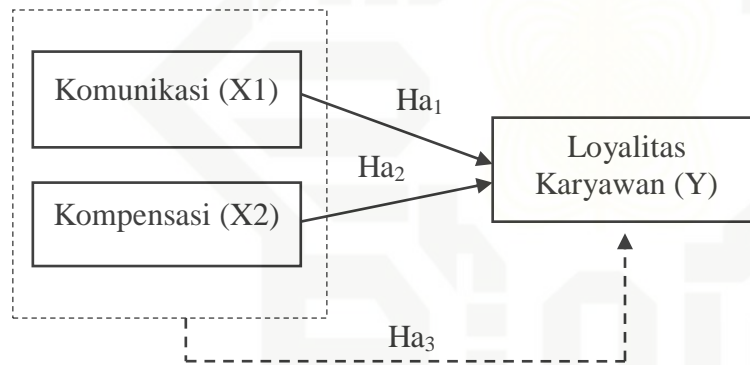 Komunikasi (X1)
Ha₁
Loyalitas
Karyawan (Y)
Ha₂
Kompensasi (X2)
Ha₃